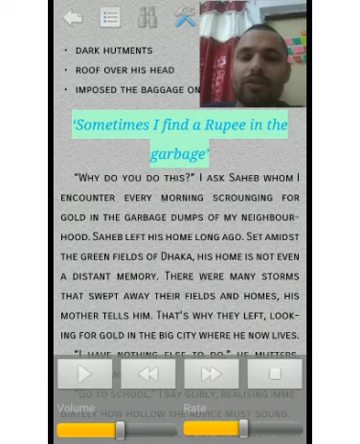 • DARK HUTMENTS
• ROOF OVER HIS HEAD
• IMPOSED THE BAGGAGE ON
‘Sometimes I find a Rupee in the
garbage’
“WHY DO YOU DO THIS?” I ASK SAHEB WHOM I
ENCOUNTER EVERY MORNING SCROUNGING FOR
GOLD IN THE GARBAGE DUMPS OF MY NEIGHBOUR-
HOOD. SAHEB LEFT HIS HOME LONG AGO. SET AMIDST
THE GREEN FIELDS OF DHAKA, HIS HOME IS NOT EVEN
A DISTANT MEMORY. THERE WERE MANY STORMS
THAT SWEPT AWAY THEIR FIELDS AND HOMES, HIS
MOTHER TELLS HIM. THAT’S WHY THEY LEFT, LOOK-
ING FOR GOLD IN THE BIG CITY WHERE HE NOW LIVES.
“I HAVE NOTHING ELSE TO DO,” HE MUTTERS,
“GO TO SCHOOL,” I SAY GLIBLY, REALISING IMME-
DIATELY HOW HOLLOW THE ADVICE MUST SOUND.
Volume Rate